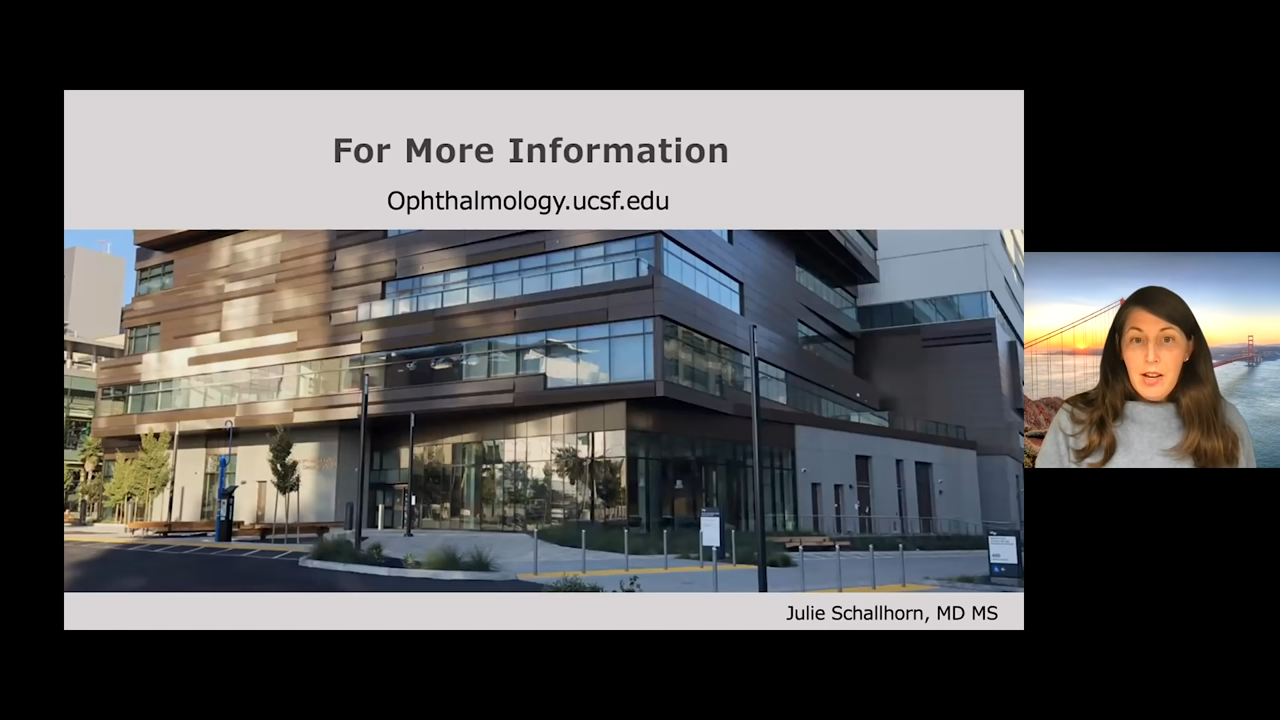 For More Information
Ophthalmology.ucsf.edu
Julie Schallhorn, MD MS